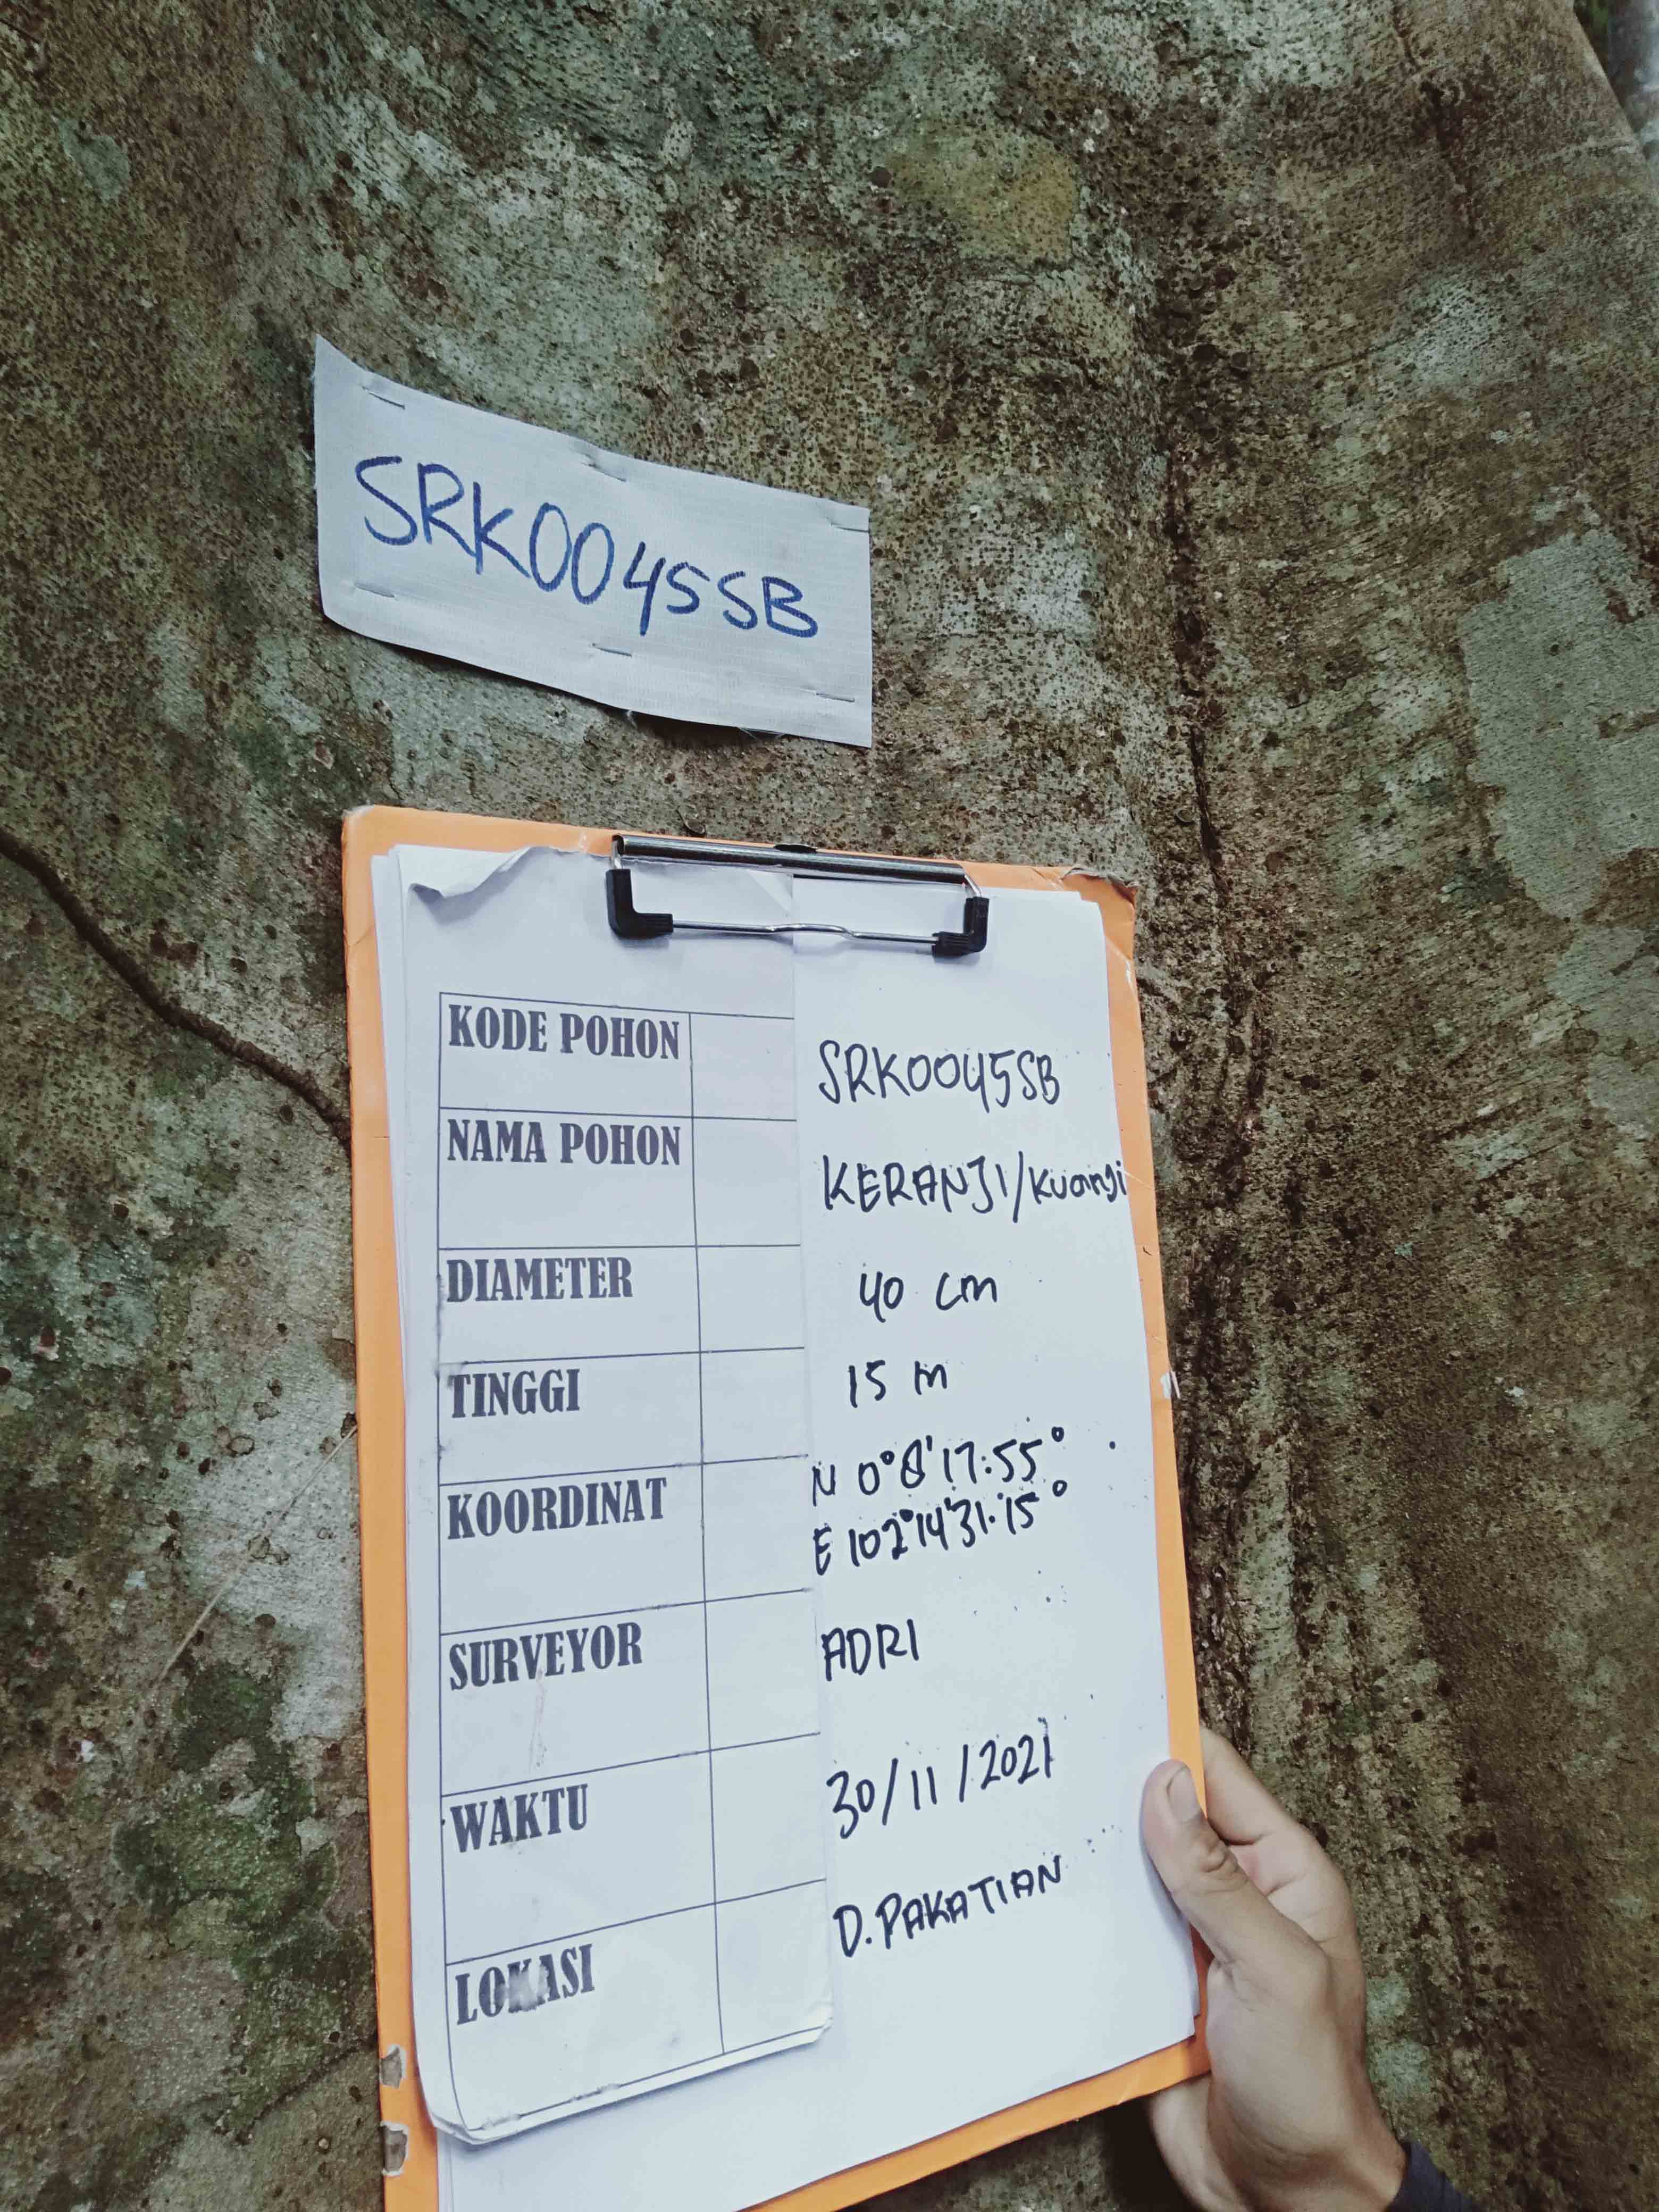 SRK0045SB
KODE POHON SRK0045SB
NAMA POHON KERANJI/Kuanji
DIAMETER 40 cm
TINGGI 15 m
KOORDINAT N 0°8'17.55°
E 102°14'31.15°
SURVEYOR ADRI
WAKTU 30/11/2021
LOKASI D.PAKATIAN